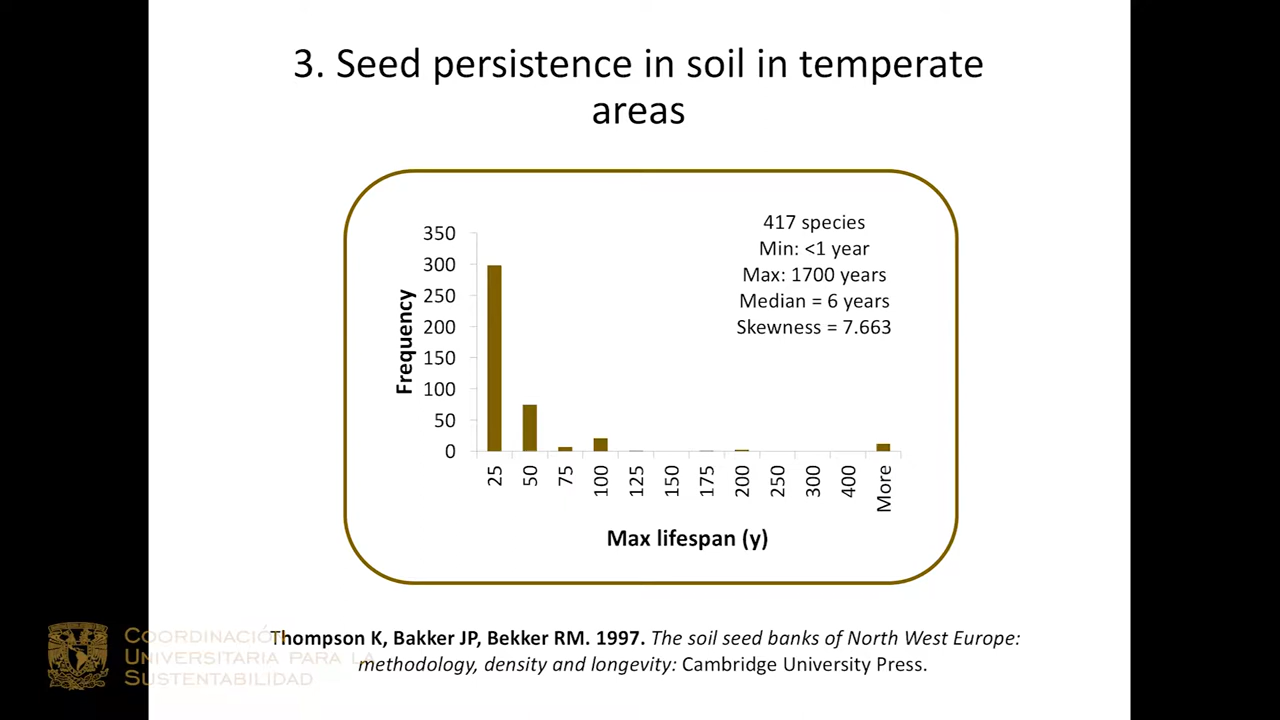 3. Seed persistence in soil in temperate
areas
417 species
Min: <1 year
Max: 1700 years
Median = 6 years
Skewness = 7.663
Frequency
350
300
250
200
150
100
50
0
25
50
75
100
125
150
175
200
250
300
400
More
Max lifespan (y)
Thompson K, Bakker JP, Bekker RM. 1997. The soil seed banks of North West Europe:
methodology, density and longevity: Cambridge University Press.
COORDINACIÓN
UNIVERSITARIA PARA LA
SUSTENTABILIDAD